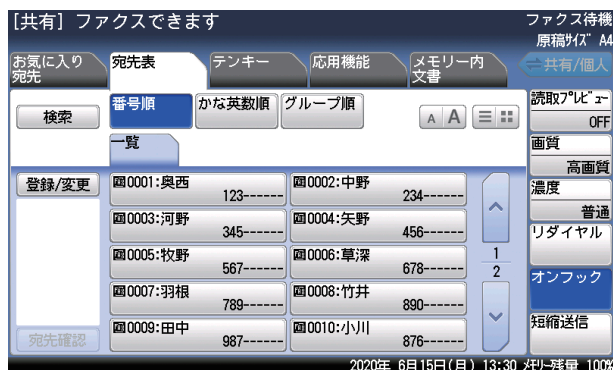 [共有] ファクスできます
ファクス待機
原稿ｻｲｽﾞ A4
お気に入り
宛先
宛先表
テンキー
応用機能
メモリー内
文書
共有/個人
検索
番号順
かな英数順
グループ順
A A
一覧
読取ﾌﾟﾚﾋﾞｭｰ
OFF
画質
高画質
濃度
普通
リダイヤル
オンフック
短縮送信
登録/変更
0001:奥西
123------
0002:中野
234------
0003:河野
345------
0004:矢野
456------
0005:牧野
567------
0006:草深
678------
0007:羽根
789------
0008:竹井
890------
0009:田中
987------
0010:小川
876------
1
2
宛先確認
2020年 6月15日(月) 13:30 ﾒﾓﾘｰ残量 100%